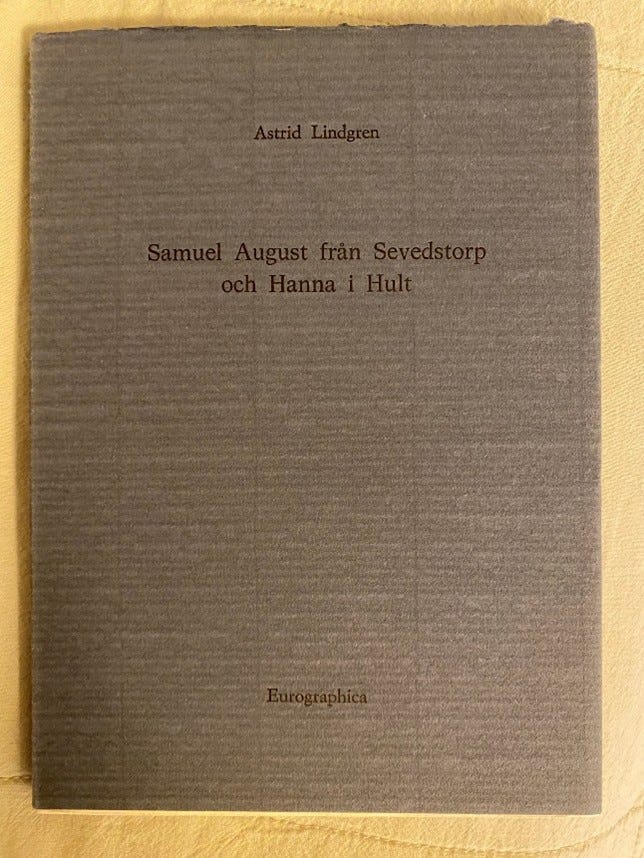 Astrid Lindgren
Samuel August från Sevedstorp
och Hanna i Hult
Eurographica